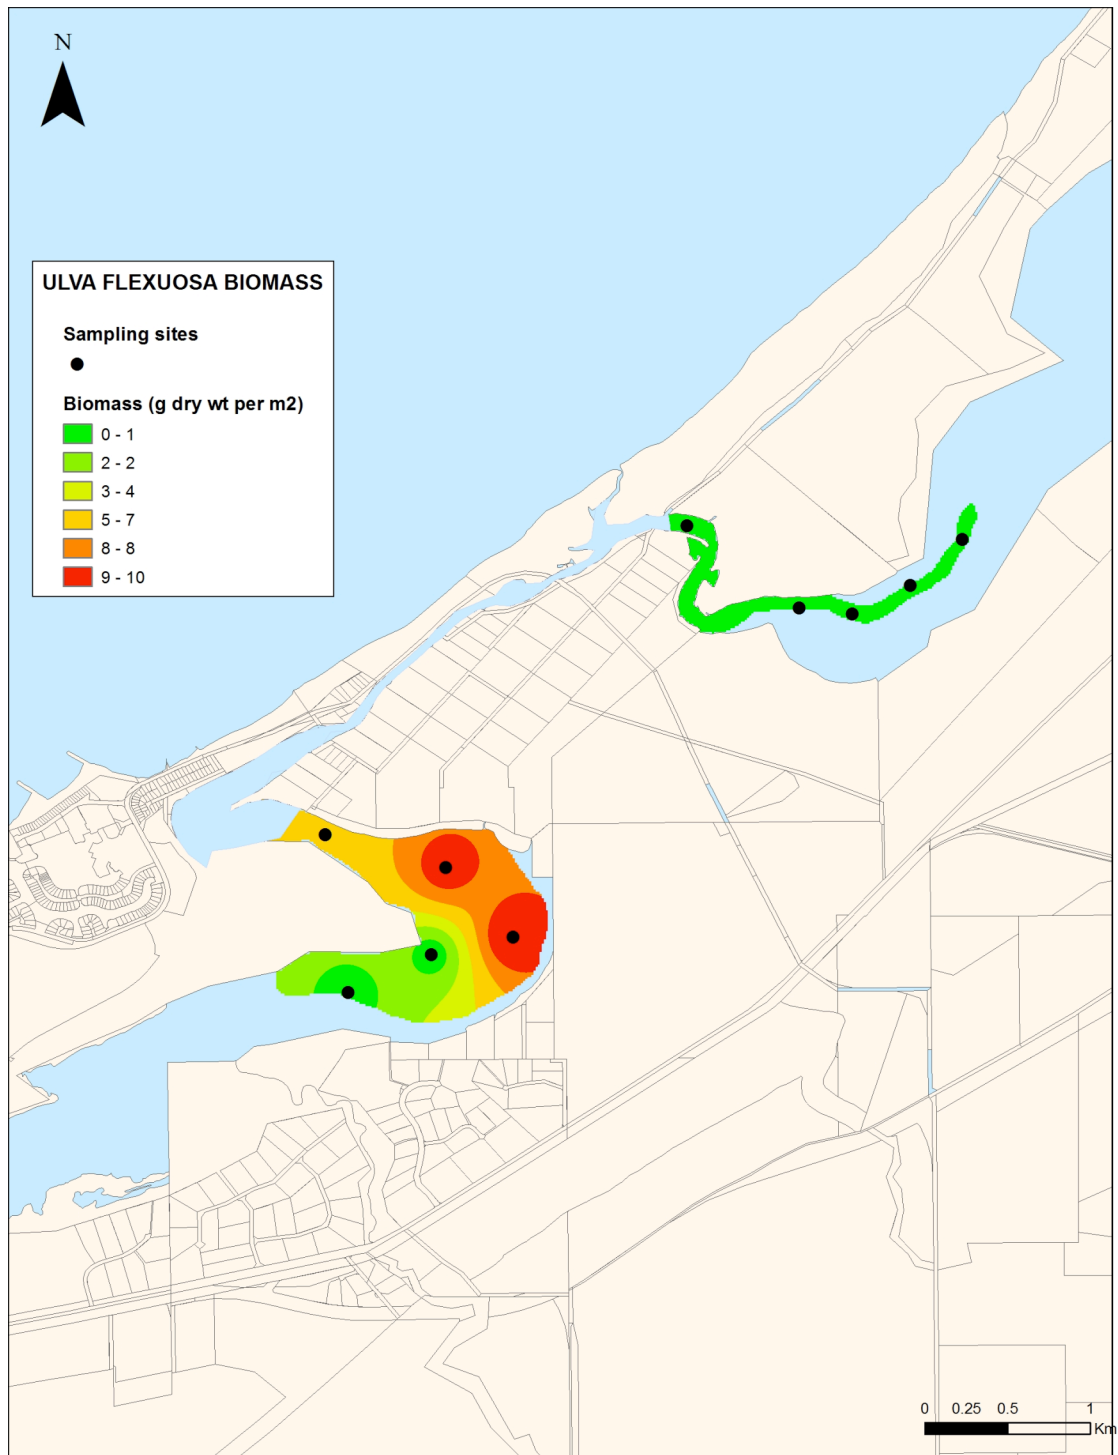 N
ULVA FLEXUOSA BIOMASS
Sampling sites
Biomass (g dry wt per m2)
0 - 1
2 - 2
3 - 4
5 - 7
8 - 8
9 - 10
0 0.25 0.5 1
Km